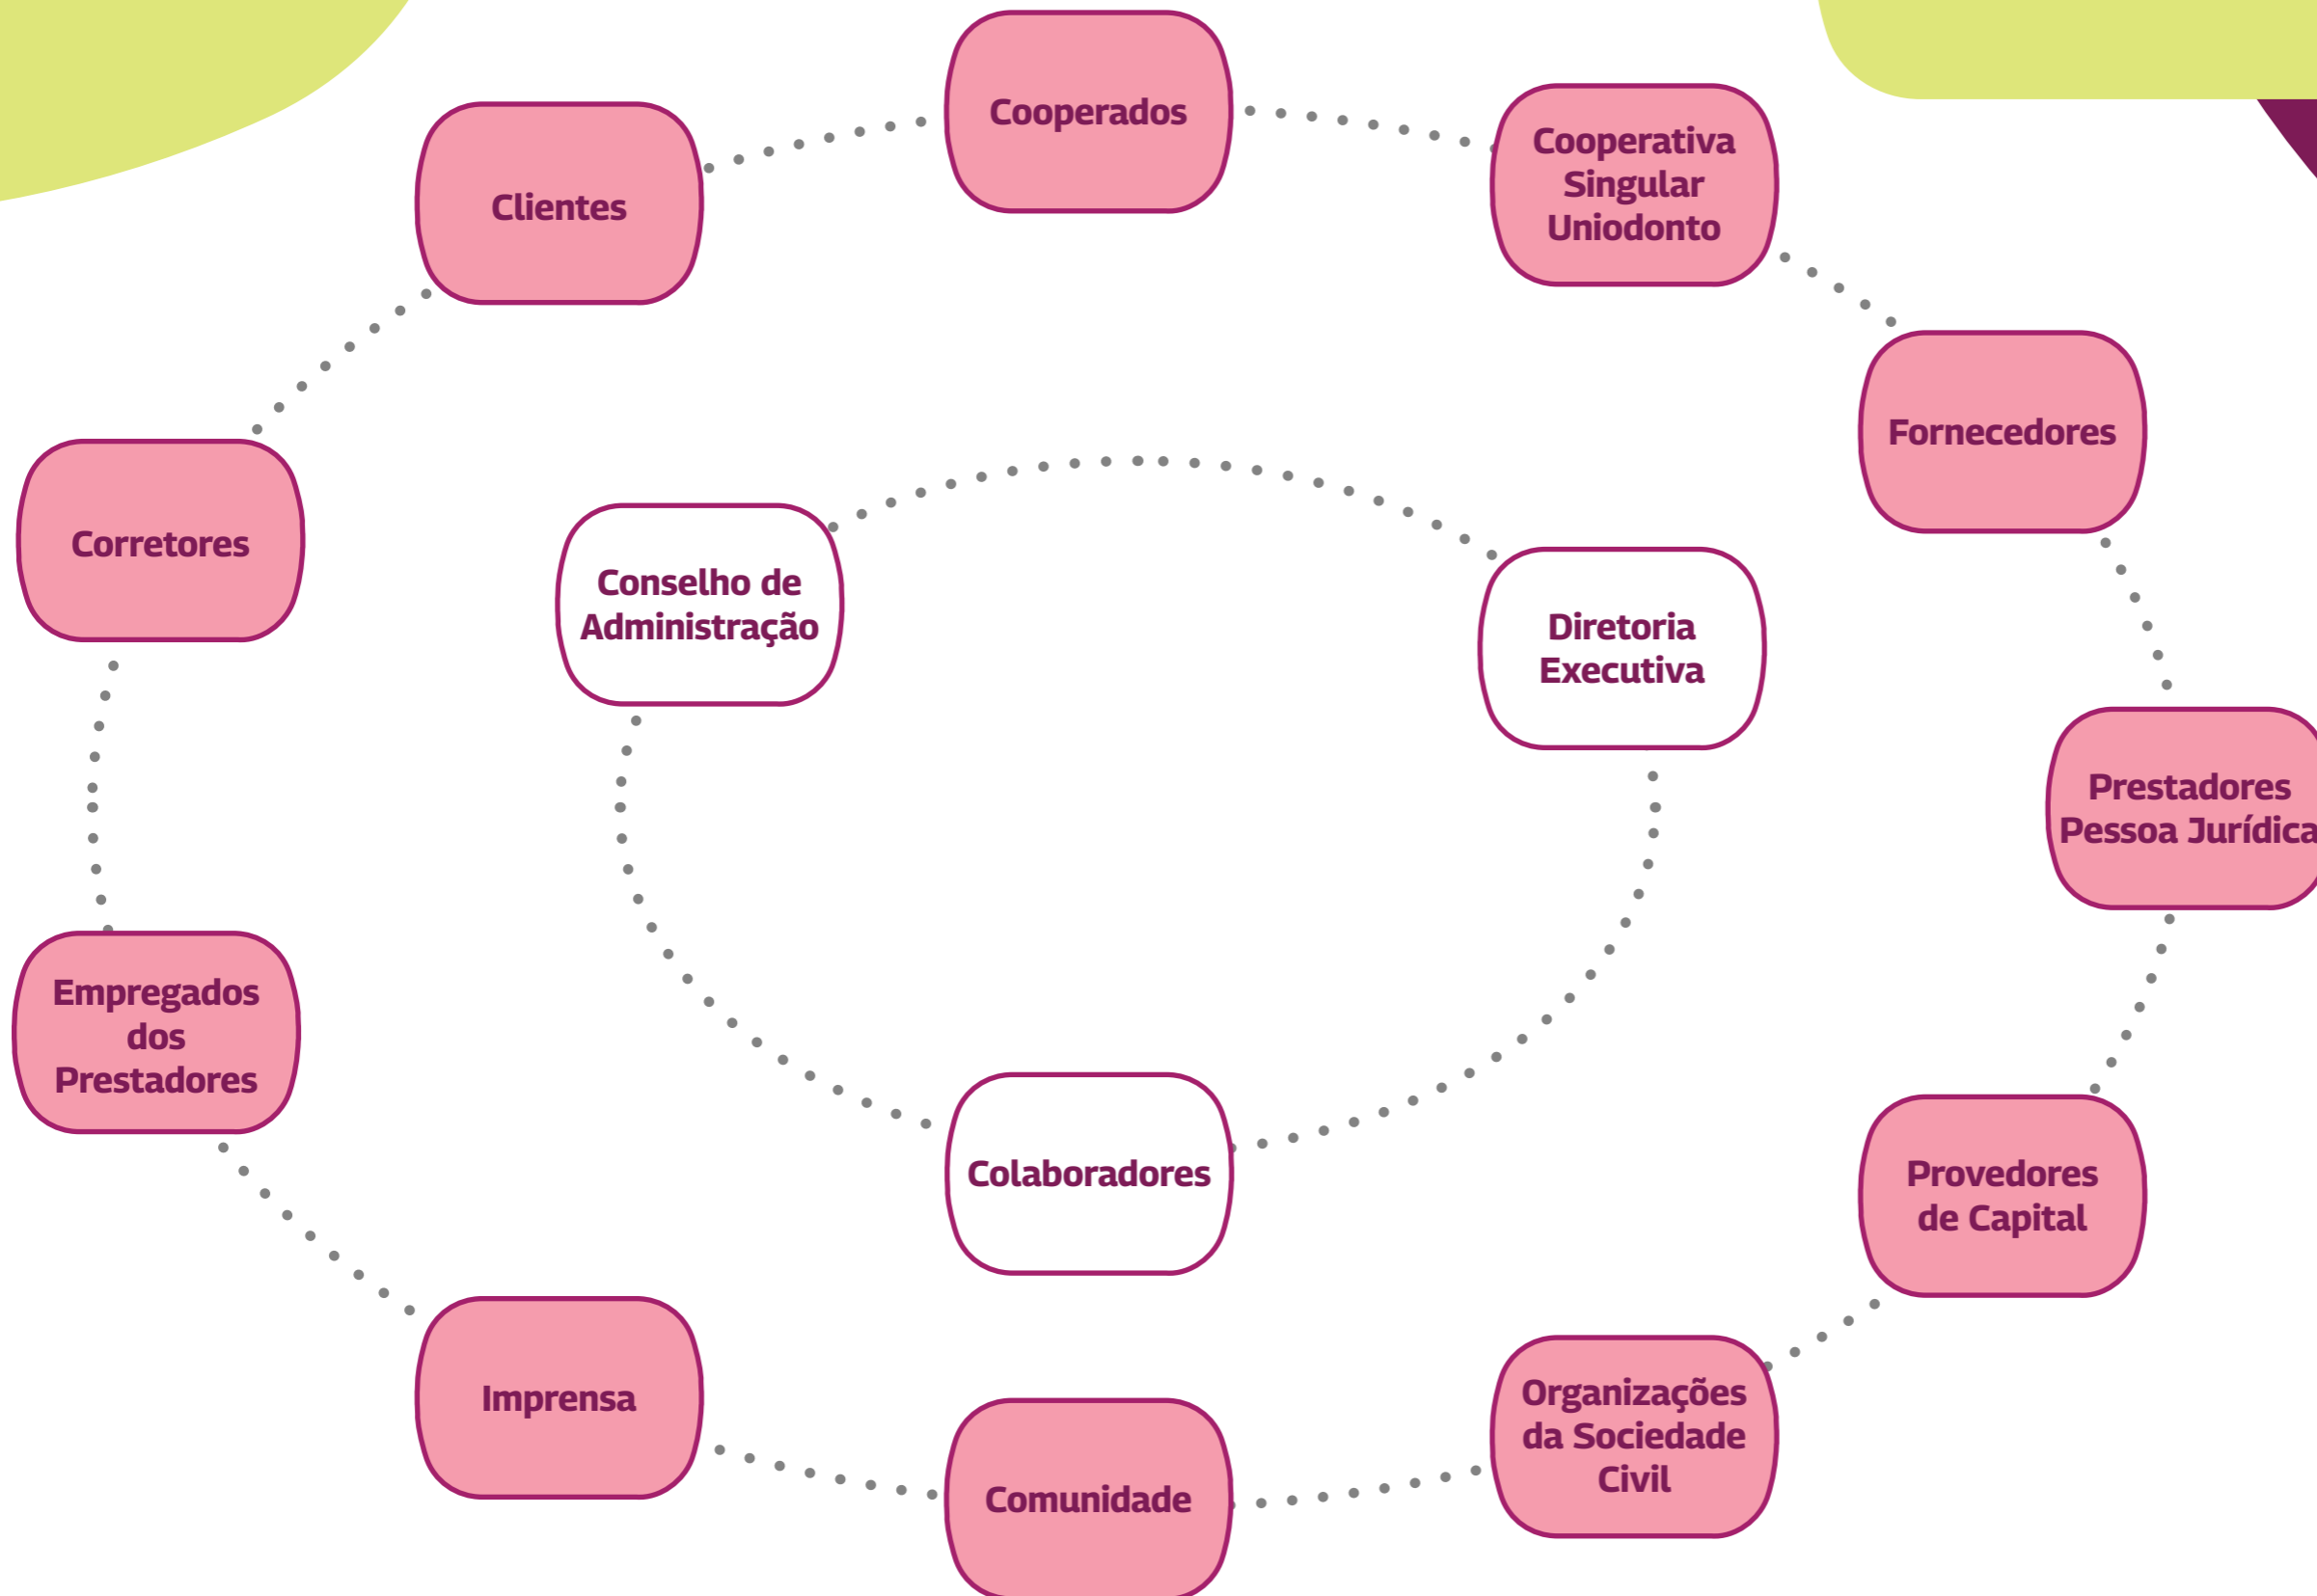 Cooperados
Cooperativa
Singular
Uniodonto
Clientes
Fornecedores
Corretores
Conselho de
Administração
Diretoria
Executiva
Prestadores
Pessoa Jurídica
Empregados
dos
Prestadores
Colaboradores
Provedores
de Capital
Imprensa
Organizações
da Sociedade
Civil
Comunidade